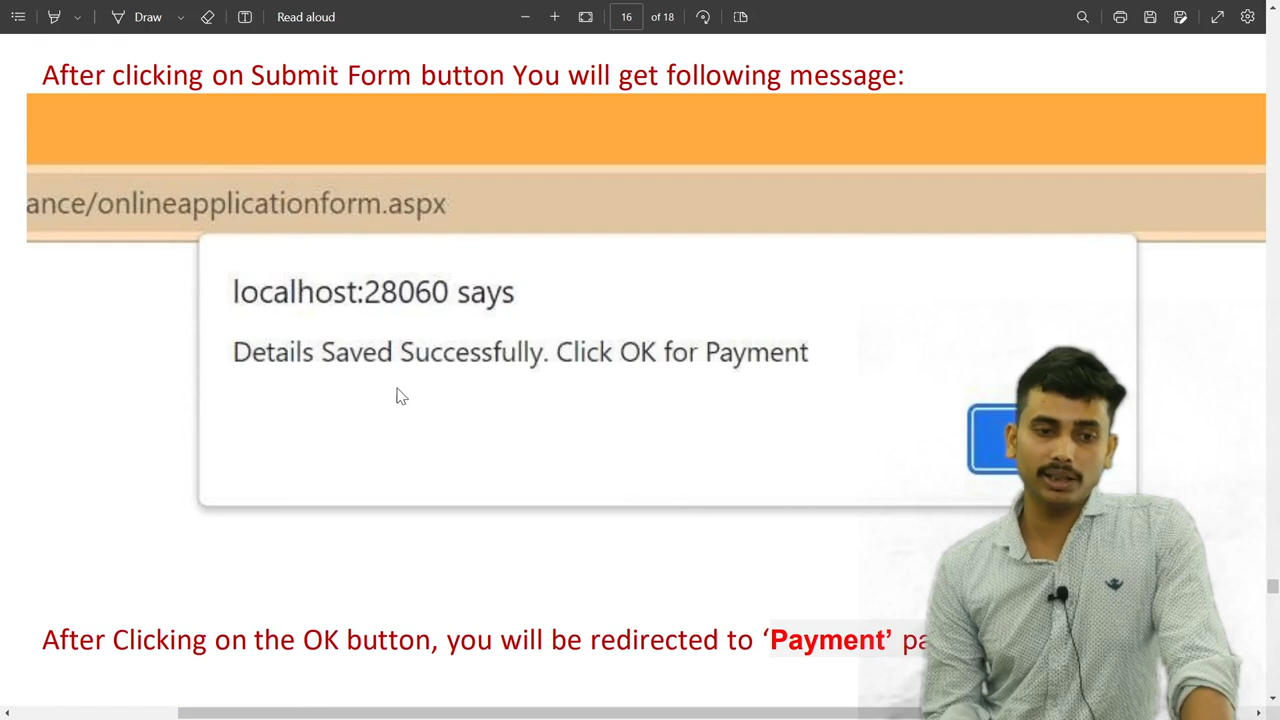 Draw
Read aloud
16
of 18
After clicking on Submit Form button You will get following message:
ance/onlineapplicationform.aspx
localhost:28060 says
Details Saved Successfully. Click OK for Payment
After Clicking on the OK button, you will be redirected to ‘Payment’